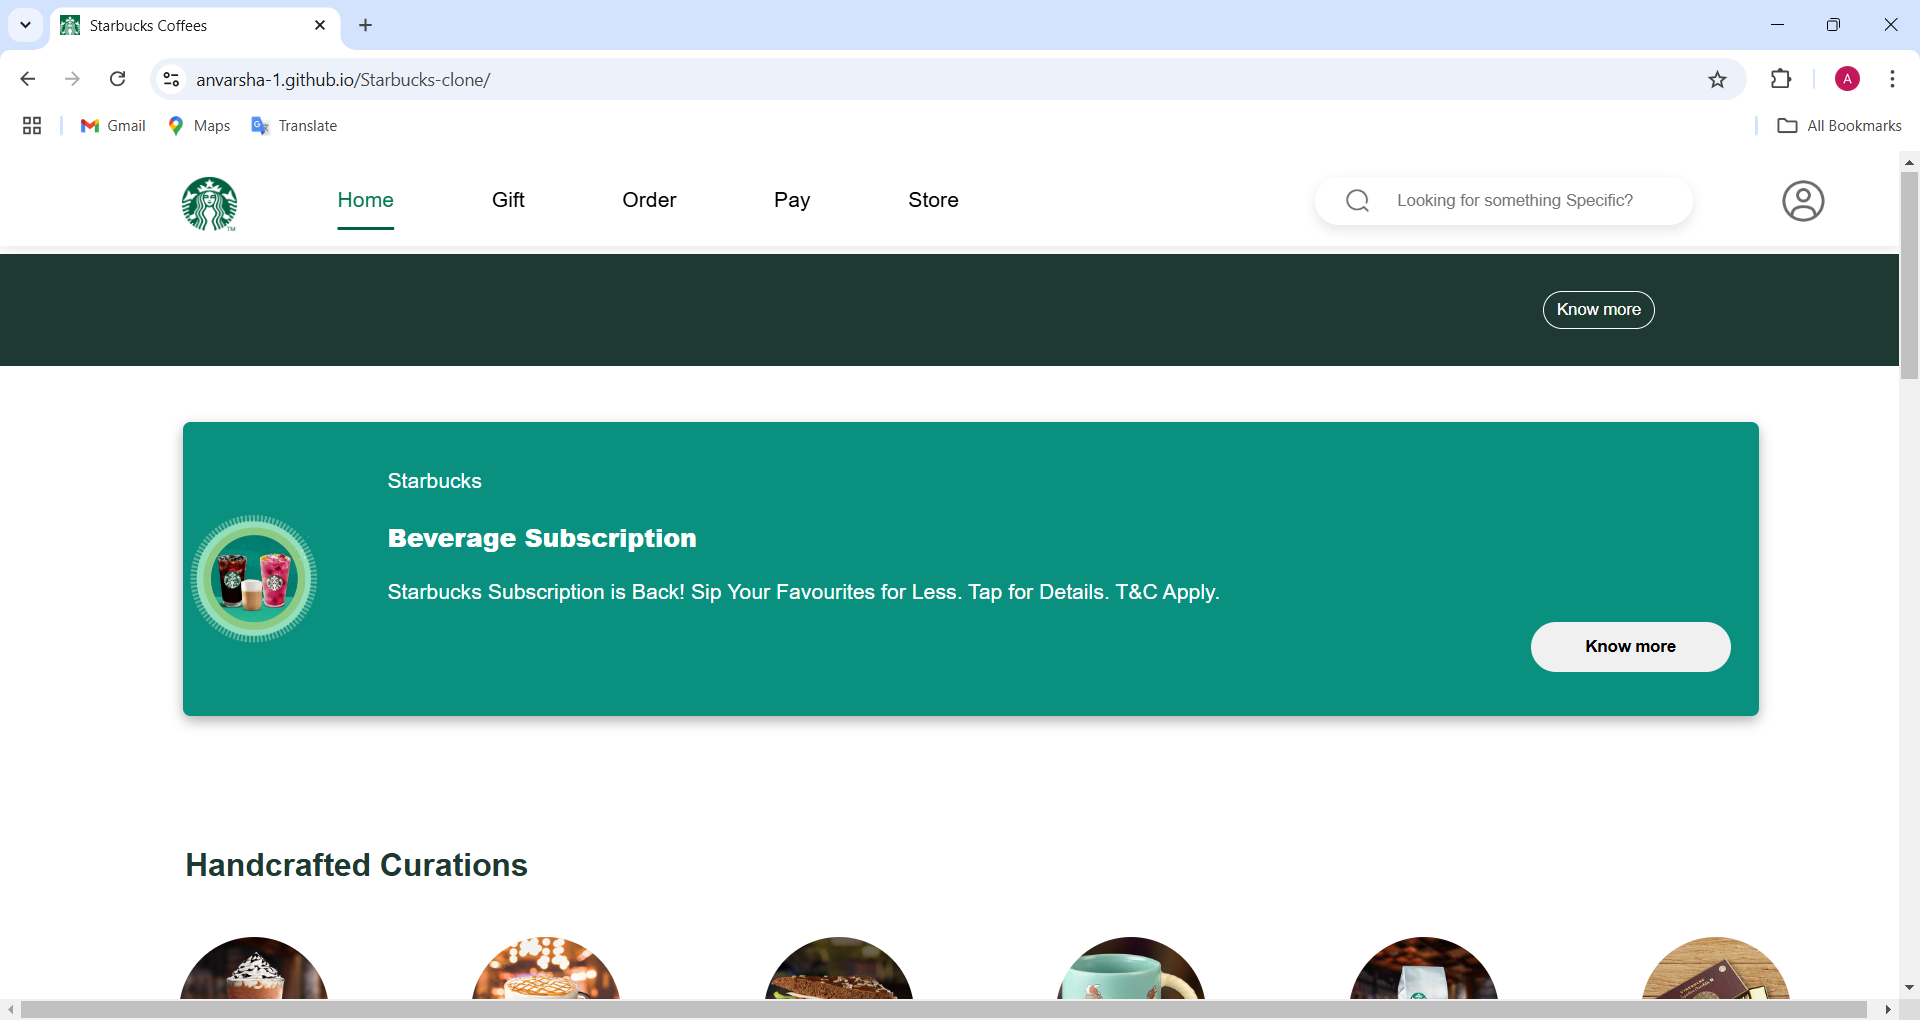 Starbucks Coffees
anvarsha-1.github.io/Starbucks-clone/
A
Gmail Maps Translate All Bookmarks
Home Gift Order Pay Store Looking for something Specific?
TM
Know more
Starbucks
Beverage Subscription
Starbucks Subscription is Back! Sip Your Favourites for Less. Tap for Details. T&C Apply.
Know more
Handcrafted Curations